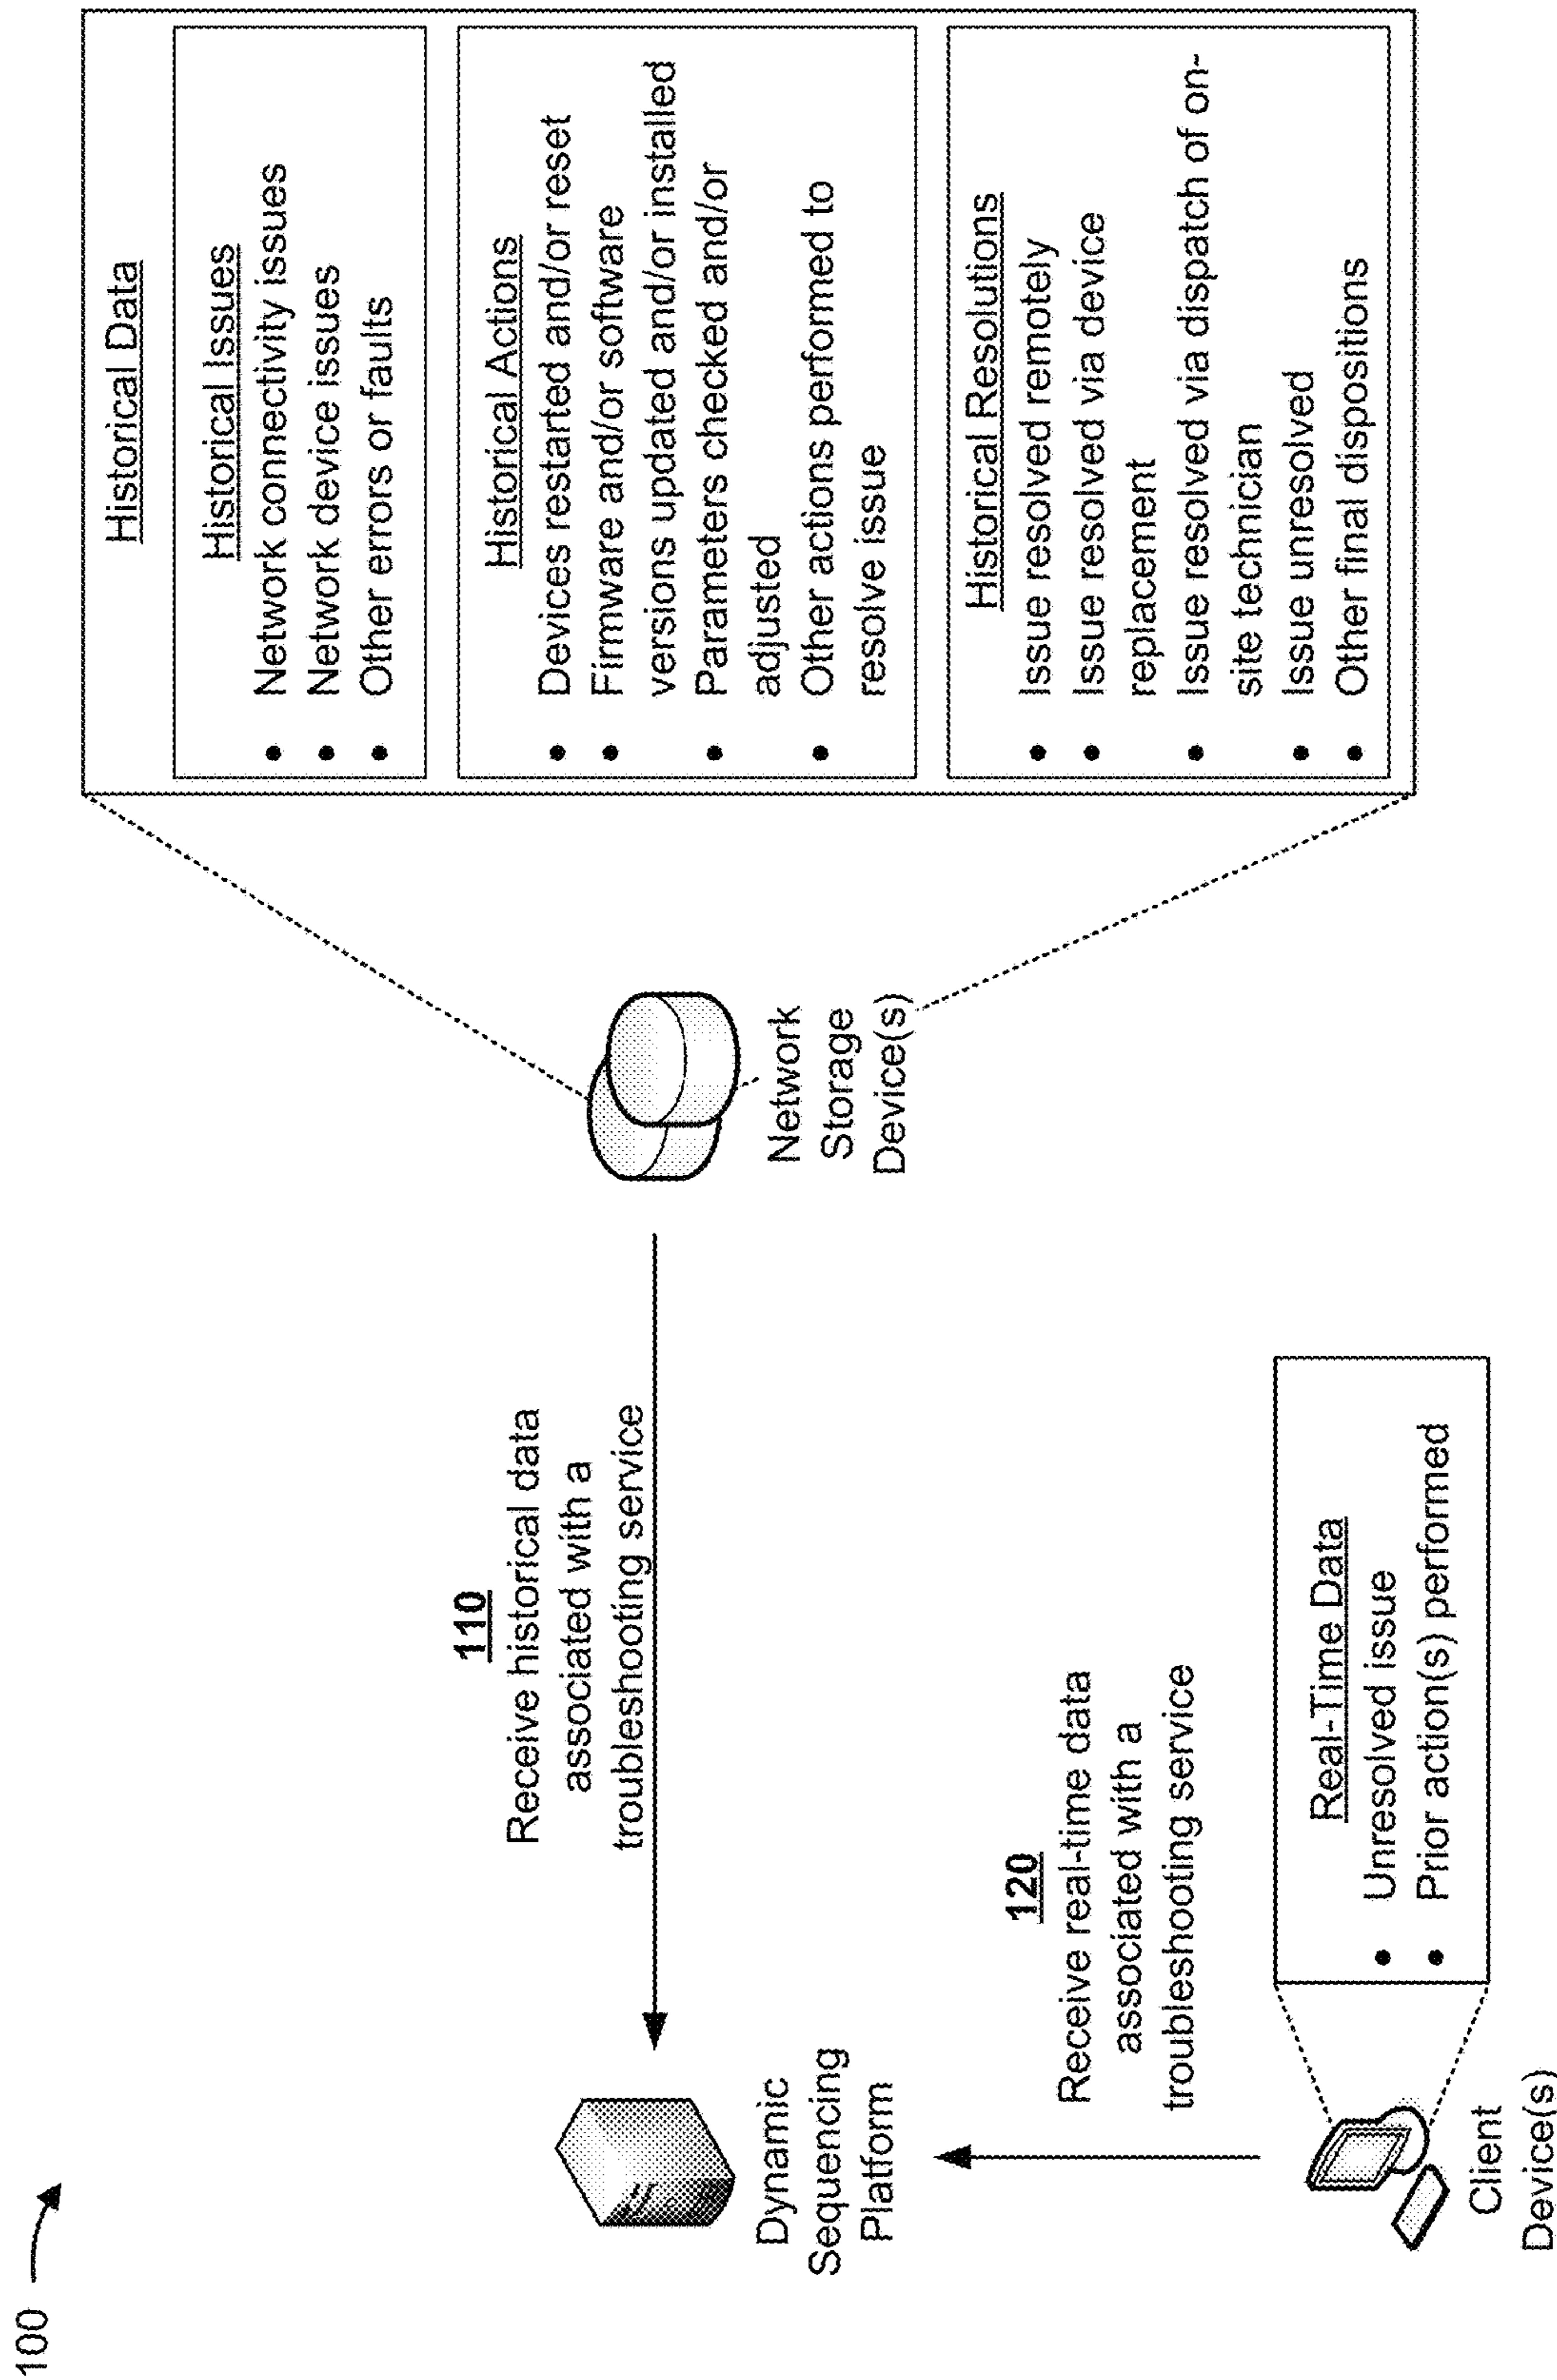 100
110
Receive historical data
associated with a
troubleshooting service
Dynamic
Sequencing
Platform
120
Receive real-time data
associated with a
troubleshooting service
Client
Device(s)
Real-Time Data
• Unresolved issue
• Prior action(s) performed
Network
Storage
Device(s)
Historical Data
Historical Issues
• Network connectivity issues
• Network device issues
• Other errors or faults
Historical Actions
• Devices restarted and/or reset
• Firmware and/or software
versions updated and/or installed
• Parameters checked and/or
adjusted
• Other actions performed to
resolve issue
Historical Resolutions
• Issue resolved remotely
• Issue resolved via device
replacement
• Issue resolved via dispatch of on-
site technician
• Issue unresolved
• Other final dispositions